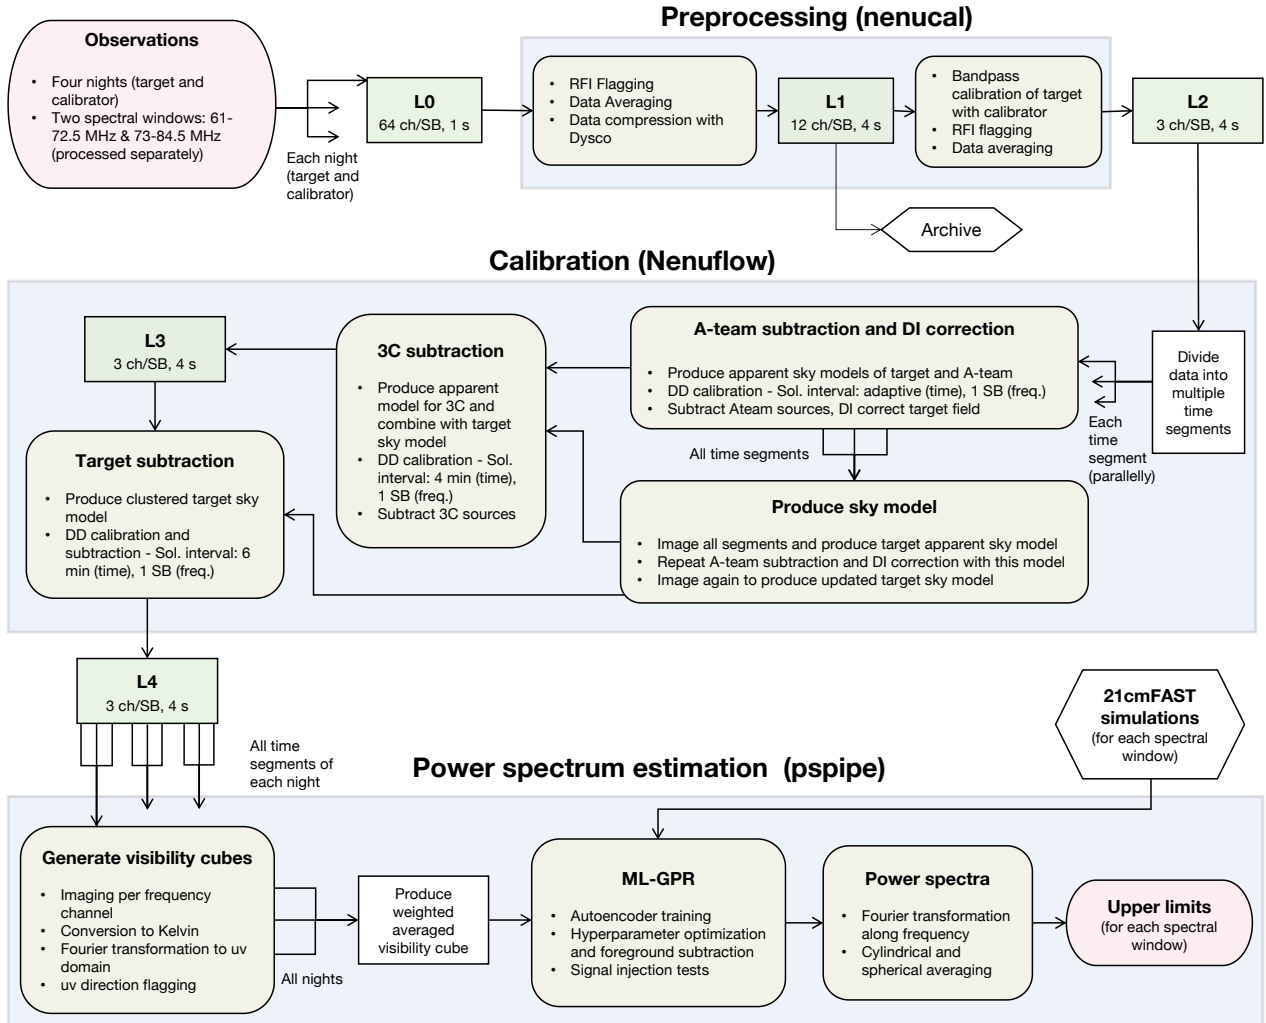 Preprocessing (nenucal)
Observations
• Four nights (target and
calibrator)
• Two spectral windows: 61-
72.5 MHz & 73-84.5 MHz
(processed separately)
Each night
(target and
calibrator)
L0
64 ch/SB, 1 s
• RFI Flagging
• Data Averaging
• Data compression with
Dysco
L1
12 ch/SB, 4 s
• Bandpass
calibration of target
with calibrator
• RFI flagging
• Data averaging
L2
3 ch/SB, 4 s
Archive
Calibration (Nenuflow)
Divide
data into
multiple
time
segments
Each
time
segment
(parallelly)
A-team subtraction and DI correction
• Produce apparent sky models of target and A-team
• DD calibration - Sol. interval: adaptive (time), 1 SB (freq.)
• Subtract Ateam sources, DI correct target field
All time segments
Produce sky model
• Image all segments and produce target apparent sky model
• Repeat A-team subtraction and DI correction with this model
• Image again to produce updated target sky model
3C subtraction
• Produce apparent
model for 3C and
combine with target
sky model
• DD calibration - Sol.
interval: 4 min (time),
1 SB (freq.)
• Subtract 3C sources
L3
3 ch/SB, 4 s
Target subtraction
• Produce clustered target sky
model
• DD calibration and
subtraction - Sol. interval: 6
min (time), 1 SB (freq.)
L4
3 ch/SB, 4 s
All time
segments of
each night
21cmFAST
simulations
(for each spectral
window)
Power spectrum estimation (pspipe)
Generate visibility cubes
• Imaging per frequency
channel
• Conversion to Kelvin
• Fourier transformation to uv
domain
• uv direction flagging
All nights
Produce
weighted
averaged
visibility cube
ML-GPR
• Autoencoder training
• Hyperparameter optimization
and foreground subtraction
• Signal injection tests
Power spectra
• Fourier transformation
along frequency
• Cylindrical and
spherical averaging
Upper limits
(for each spectral
window)